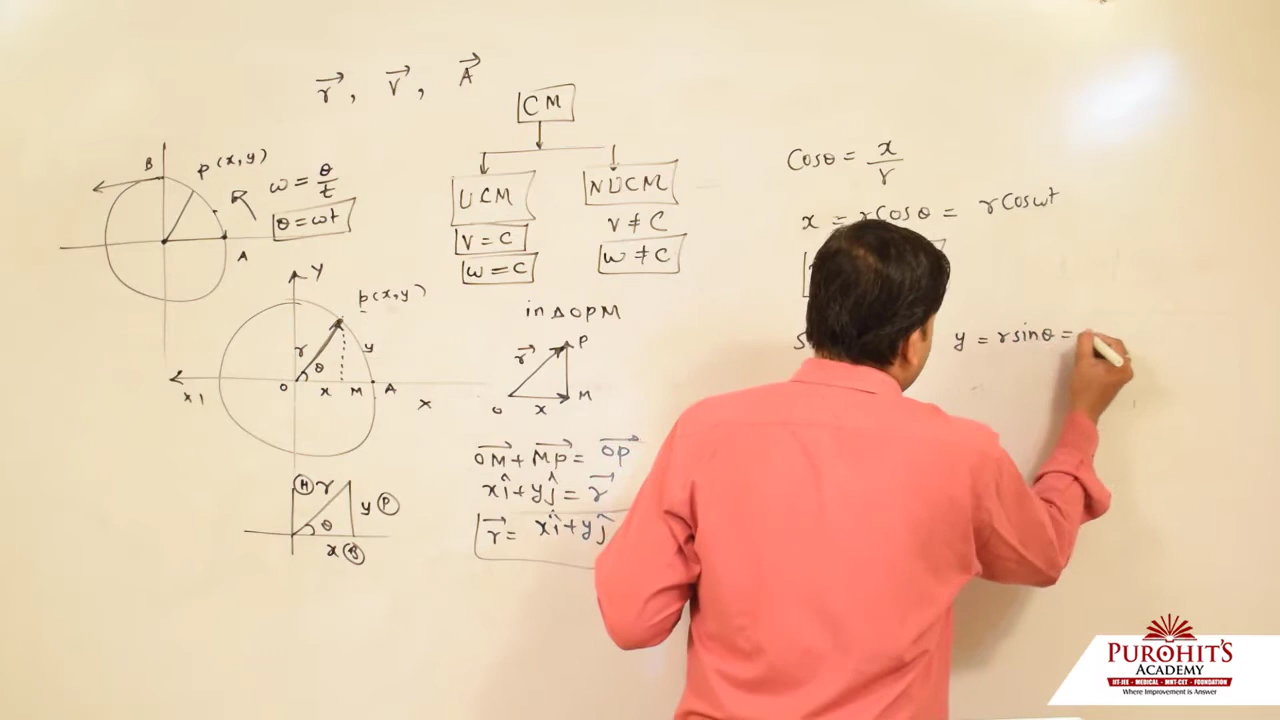 r⃗, v⃗, A⃗
CM
UCM
V = C
ω = C
NUCM
V ≠ C
ω ≠ C
B
p(x,y)
ω = θ/t
θ = ωt
A
Y
p(x,y)
r
θ
y
O
x
M
A
X
x1
H
r
y P
θ
x B
in ΔOPM
r⃗
P
O
x
M
OM⃗ + MP⃗ = OP⃗
xî + yĵ = r⃗
r⃗ = xî + yĵ
Cosθ = x/r
x = rCosθ = rCosωt
y = rsinθ =
PUROHIT'S
ACADEMY
IIT-JEE - MEDICAL - MHT-CET - FOUNDATION
Where Improvement is Answer